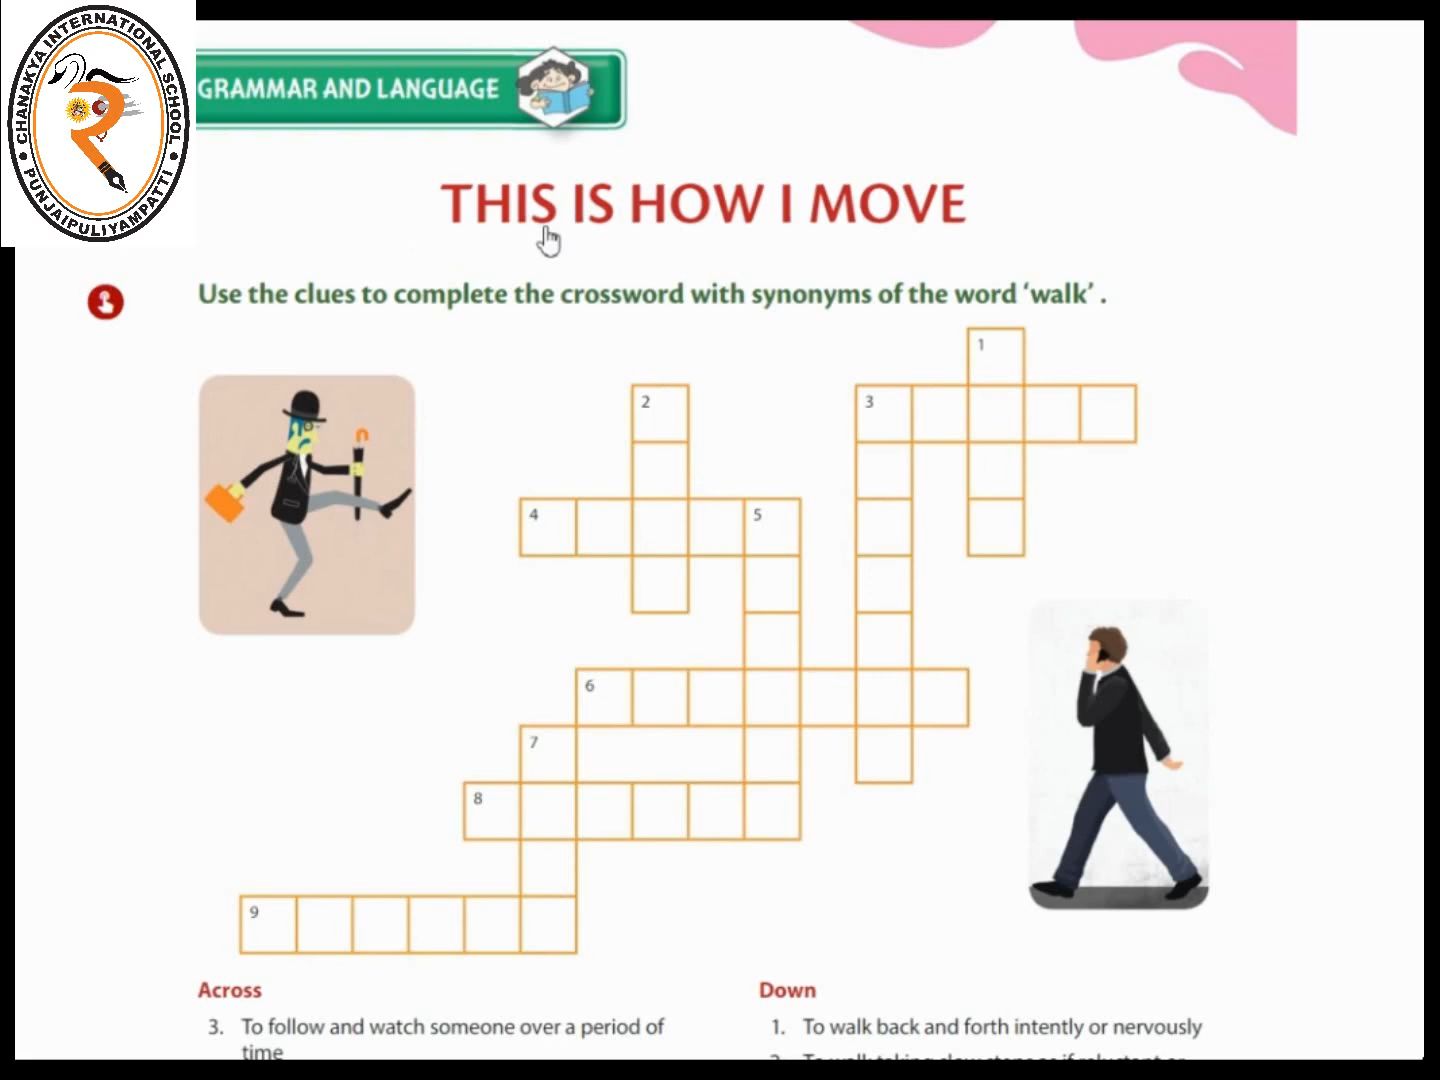 CHANAKYA INTERNATIONAL SCHOOL
PUNJAIPULIYAMPATTI
GRAMMAR AND LANGUAGE
THIS IS HOW I MOVE
Use the clues to complete the crossword with synonyms of the word ‘walk’ .
1
2
3
4
5
6
7
8
9
Across
3. To follow and watch someone over a period of
time
Down
1. To walk back and forth intently or nervously